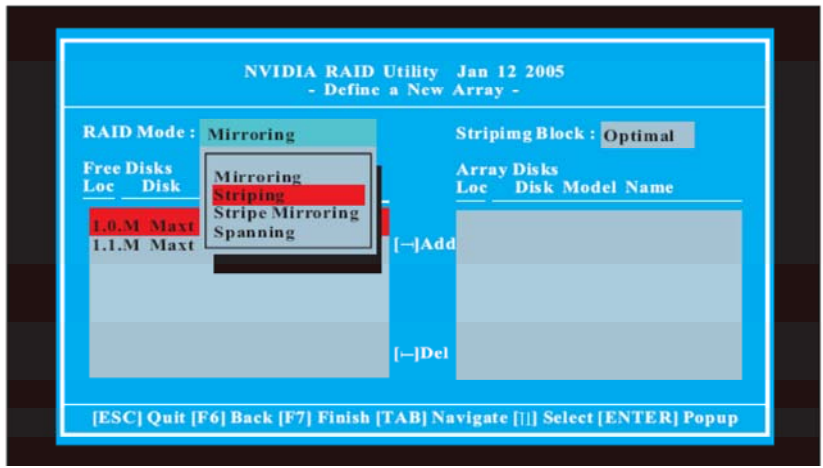 NVIDIA RAID Utility Jan 12 2005
- Define a New Array -
RAID Mode : Mirroring
Stripimg Block : Optimal
Free Disks
Loc Disk
Array Disks
Loc Disk Model Name
Mirroring
Striping
Stripe Mirroring
Spanning
1.0.M Maxt
1.1.M Maxt
[→]Add
[←]Del
[ESC] Quit [F6] Back [F7] Finish [TAB] Navigate [↑↓] Select [ENTER] Popup